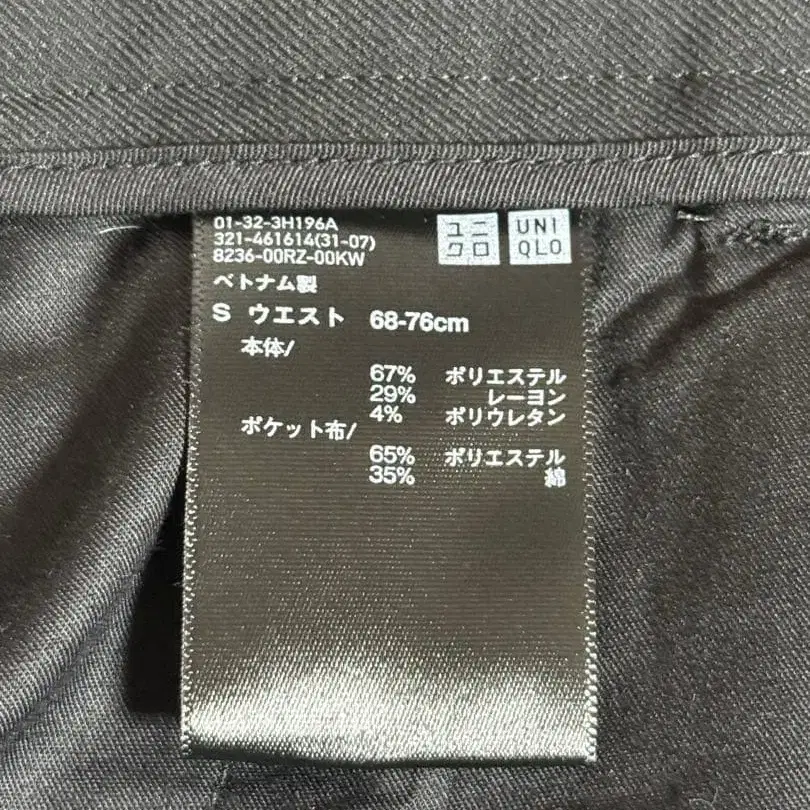 01-32-3H196A
321-461614(31-07)
8236-00RZ-00KW
ユニクロ
UNIQLO
ベトナム製
S ウエスト 68-76cm
本体/
67% ポリエステル
29% レーヨン
4% ポリウレタン
ポケット布/
65% ポリエステル
35% 綿